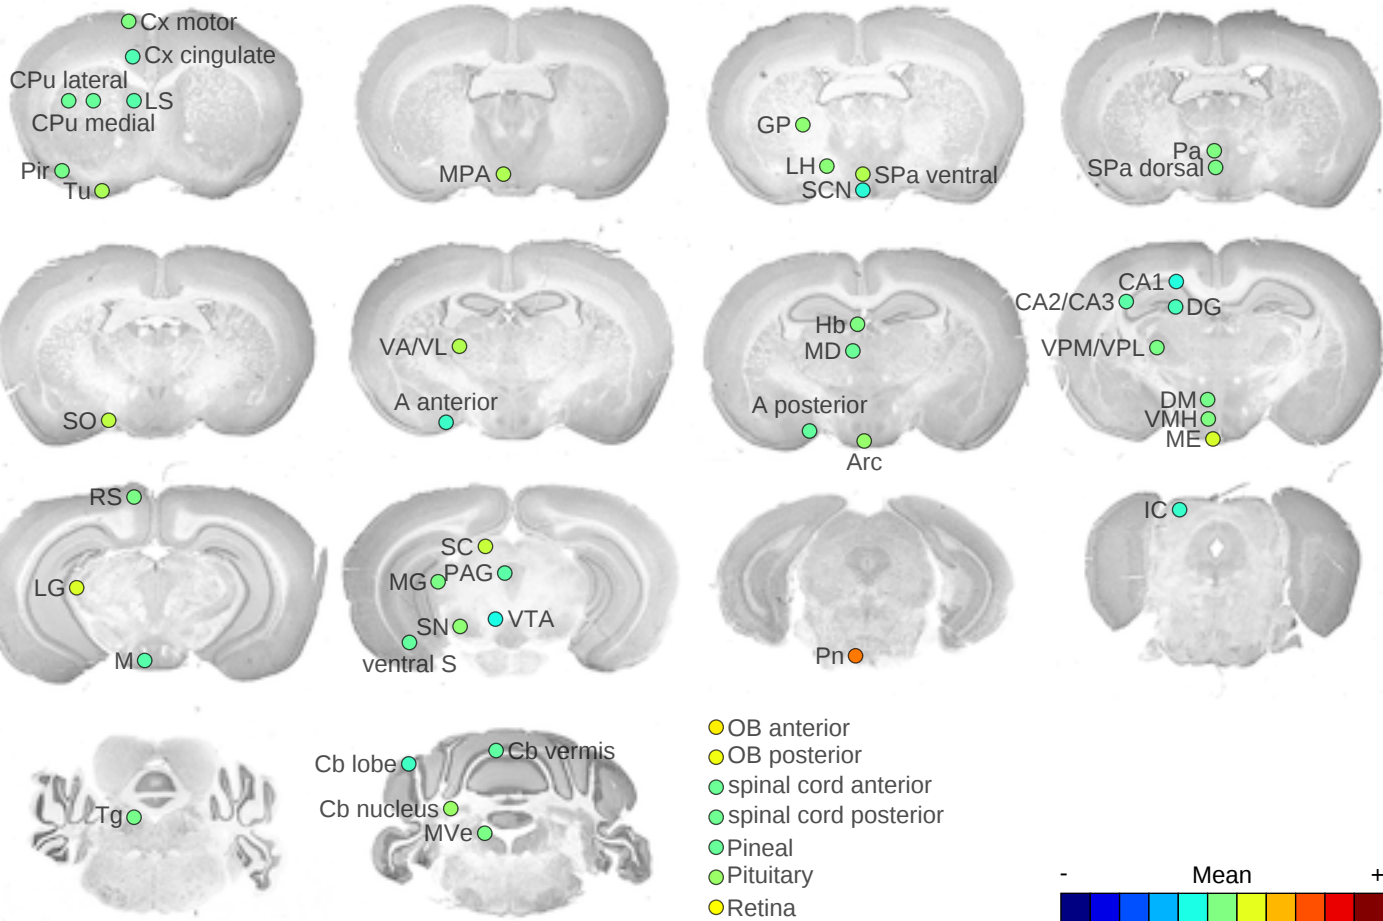 Cx motor
Cx cingulate
CPu lateral
LS
CPu medial
Pir
Tu
MPA
GP
LH
SPa ventral
SCN
Pa
SPa dorsal
SO
VA/VL
A anterior
Hb
MD
A posterior
Arc
CA1
CA2/CA3
DG
VPM/VPL
DM
VMH
ME
RS
LG
M
SC
PAG
MG
VTA
SN
ventral S
Pn
IC
Tg
Cb vermis
Cb lobe
Cb nucleus
MVe
OB anterior
OB posterior
spinal cord anterior
spinal cord posterior
Pineal
Pituitary
Retina
- Mean +